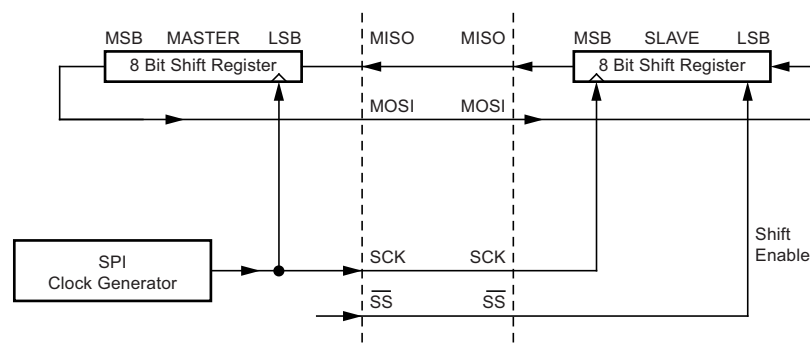 MSB MASTER LSB MISO MISO MSB SLAVE LSB
8 Bit Shift Register 8 Bit Shift Register
MOSI MOSI
SPI
Clock Generator
SCK SCK
Shift
Enable
SS SS